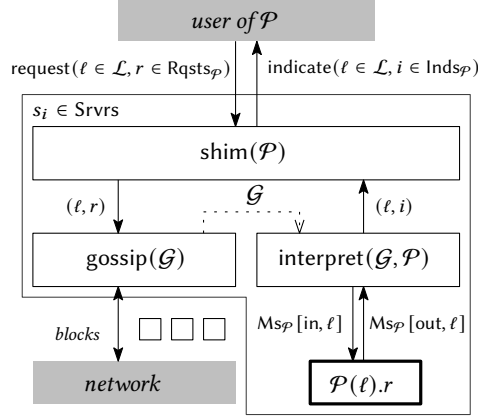 user of 𝒫
request(ℓ ∈ ℒ, r ∈ Rqsts𝒫)
indicate(ℓ ∈ ℒ, i ∈ Inds𝒫)
sᵢ ∈ Srvrs
shim(𝒫)
(ℓ, r)
𝒢
(ℓ, i)
gossip(𝒢)
interpret(𝒢, 𝒫)
blocks
Ms𝒫[in, ℓ]
Ms𝒫[out, ℓ]
network
𝒫(ℓ).r